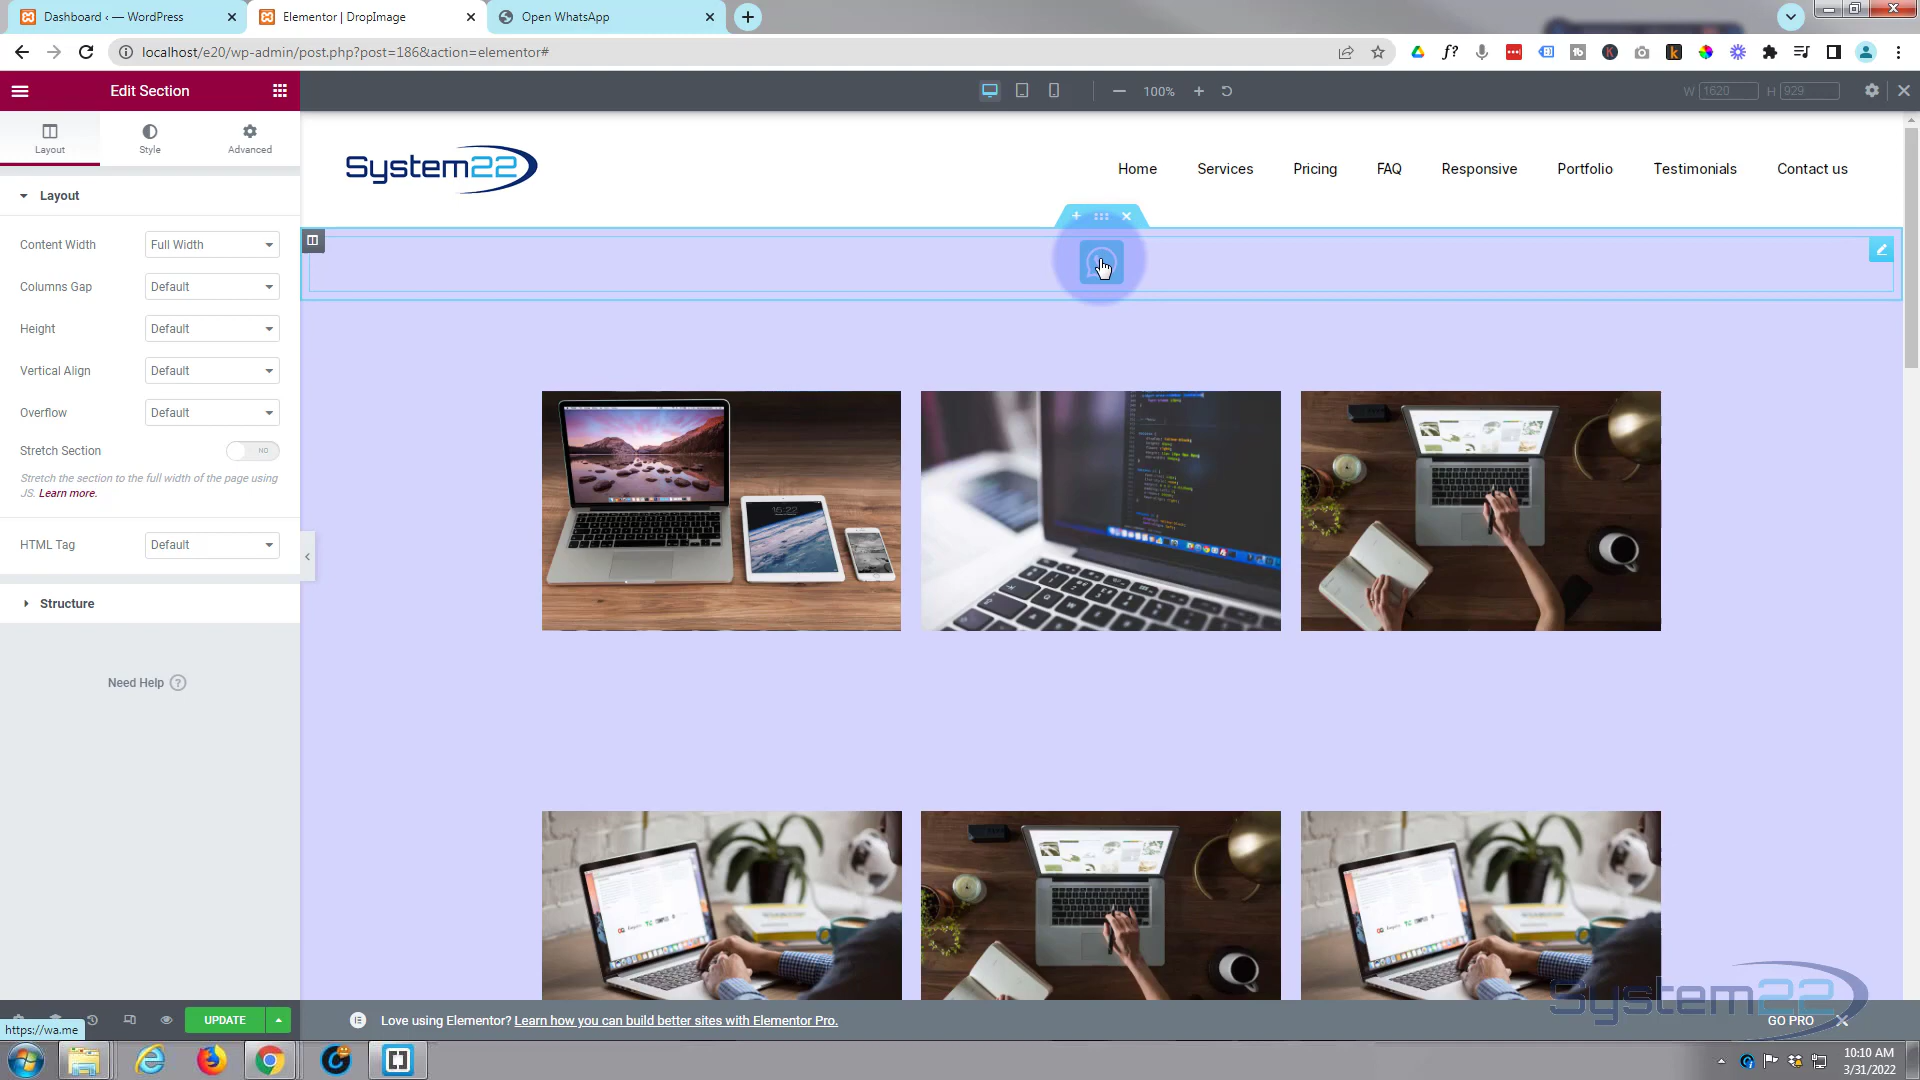 Dashboard ‹ — WordPress
Elementor | DropImage
Open WhatsApp
localhost/e20/wp-admin/post.php?post=186&action=elementor#
Edit Section
100%
W 1620 H 929
Layout
Style
Advanced
System22
Home Services Pricing FAQ Responsive Portfolio Testimonials Contact us
Layout
Content Width Full Width
Columns Gap Default
Height Default
Vertical Align Default
Overflow Default
Stretch Section NO
Stretch the section to the full width of the page using
JS. Learn more.
HTML Tag Default
Structure
Need Help
15:22
UPDATE
Love using Elementor? Learn how you can build better sites with Elementor Pro.
GO PRO
System22
https://wa.me
10:10 AM
3/31/2022